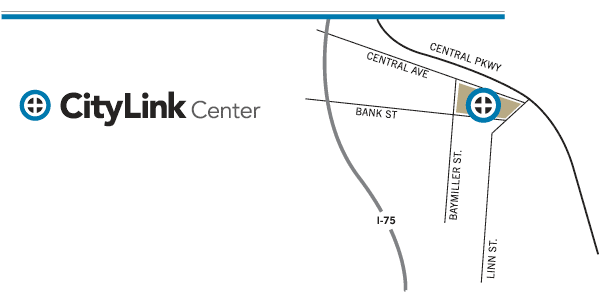 CityLink Center
CENTRAL PKWY
CENTRAL AVE
BANK ST
BAYMILLER ST.
I-75
LINN ST.